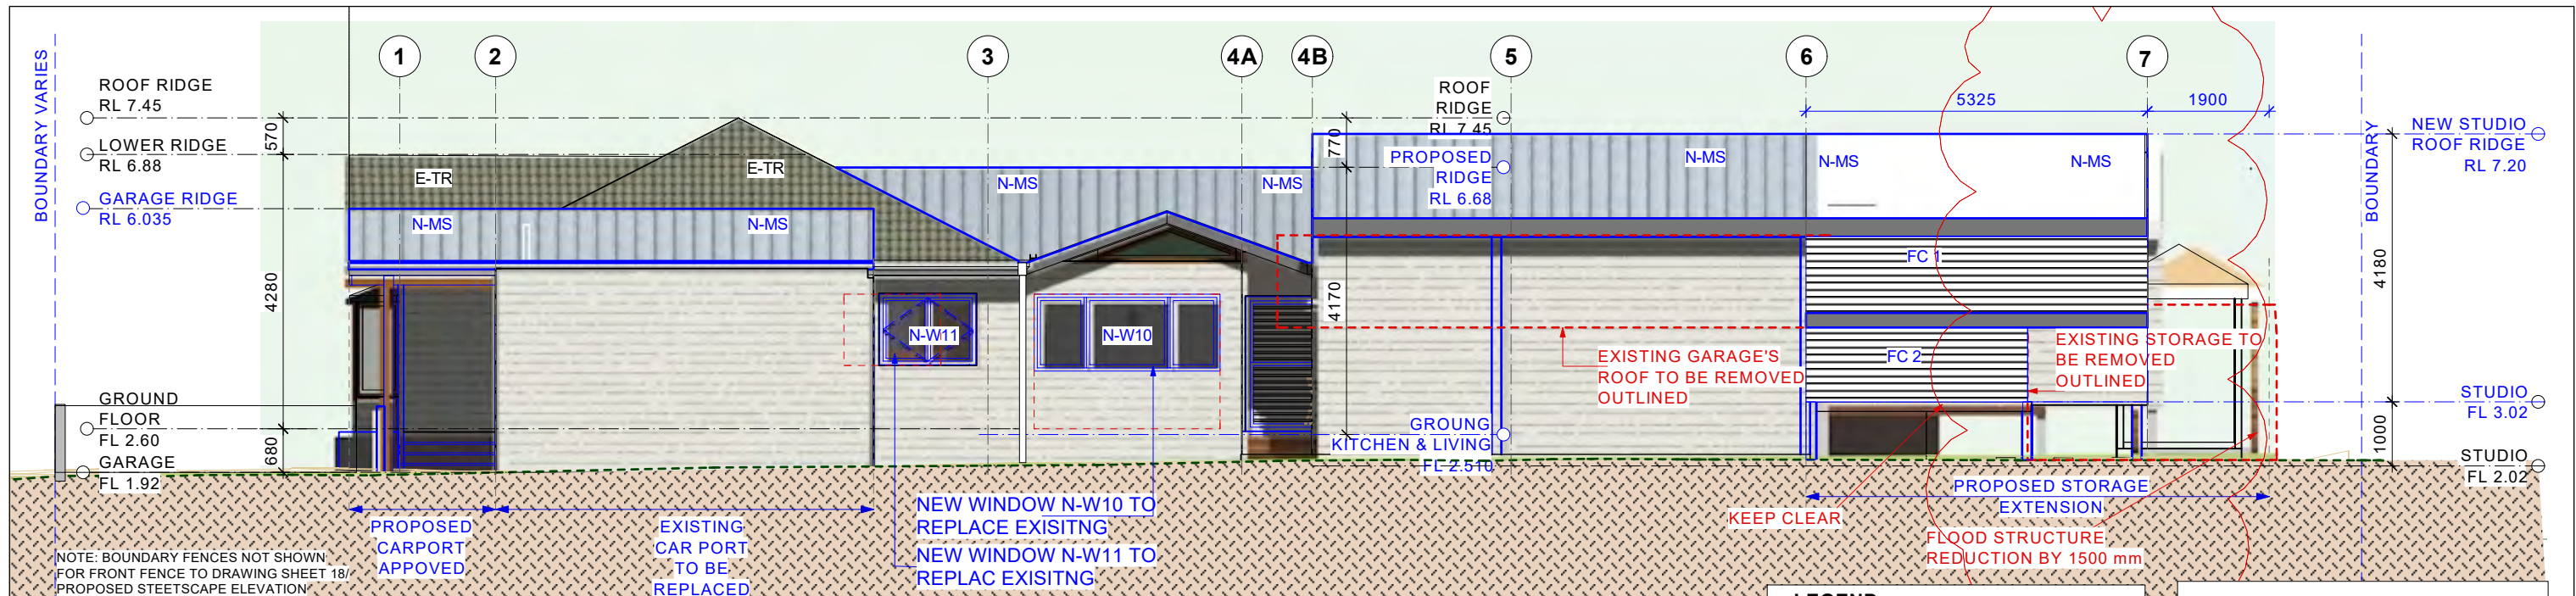 1
2
3
4A
4B
5
6
7
BOUNDARY VARIES
ROOF RIDGE
RL 7.45
LOWER RIDGE
RL 6.88
GARAGE RIDGE
RL 6.035
570
4280
680
GROUND
FLOOR
FL 2.60
GARAGE
FL 1.92
E-TR
E-TR
N-MS
N-MS
N-MS
N-MS
N-MS
N-MS
N-MS
ROOF
RIDGE
RL 7.45
PROPOSED
RIDGE
RL 6.68
770
4170
5325
1900
BOUNDARY
NEW STUDIO
ROOF RIDGE
RL 7.20
4180
1000
STUDIO
FL 3.02
STUDIO
FL 2.02
FC 1
FC 2
N-W11
N-W10
EXISTING GARAGE'S
ROOF TO BE REMOVED
OUTLINED
EXISTING STORAGE TO
BE REMOVED
OUTLINED
GROUNG
KITCHEN & LIVING
FL 2.510
PROPOSED STORAGE
EXTENSION
KEEP CLEAR
FLOOD STRUCTURE
REDUCTION BY 1500 mm
NEW WINDOW N-W10 TO
REPLACE EXISITNG
NEW WINDOW N-W11 TO
REPLAC EXISITNG
PROPOSED
CARPORT
APPOVED
EXISTING
CAR PORT
TO BE
REPLACED
NOTE: BOUNDARY FENCES NOT SHOWN
FOR FRONT FENCE TO DRAWING SHEET 18/
PROPOSED STEETSCAPE ELEVATION
LEGEND